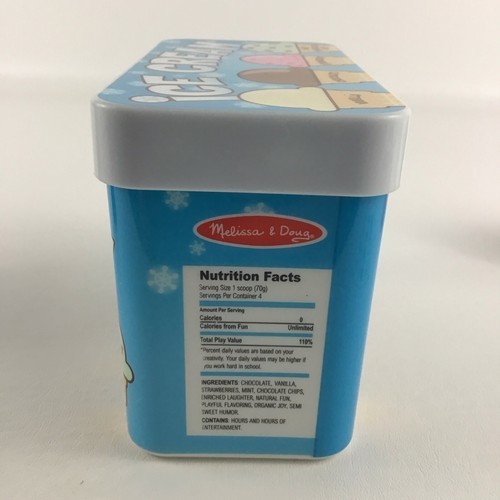 ICE CREAM
Melissa & Doug®
Nutrition Facts
Serving Size 1 scoop (70g)
Servings Per Container 4
Amount Per Serving
Calories 0
Calories from Fun Unlimited
Total Play Value 110%
*Percent daily values are based on your
creativity. Your daily values may be higher if
you work hard in school.
INGREDIENTS: CHOCOLATE, VANILLA,
STRAWBERRIES, MINT, CHOCOLATE CHIPS,
ENRICHED LAUGHTER, NATURAL FUN,
PLAYFUL FLAVORING, ORGANIC JOY, SEMI
SWEET HUMOR.
CONTAINS: HOURS AND HOURS OF
ENTERTAINMENT.